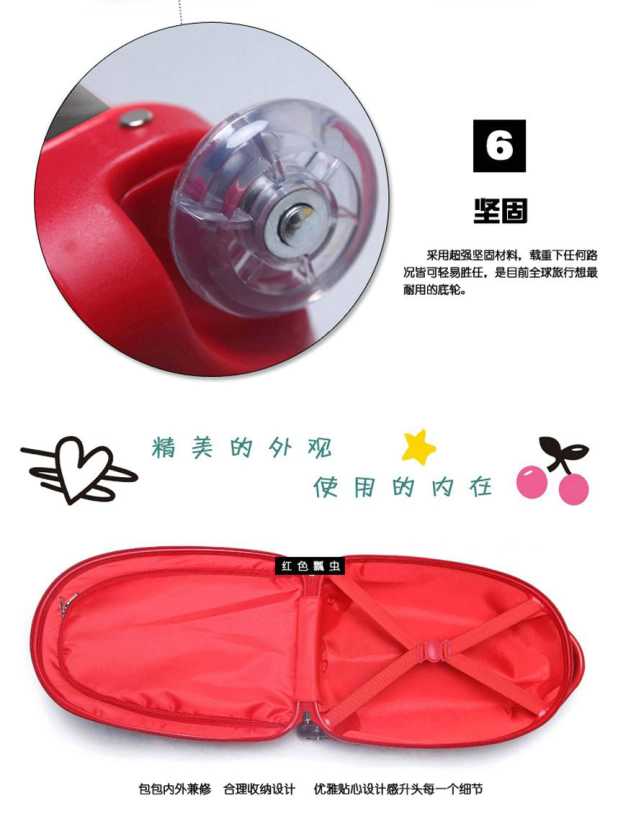 6
坚固
采用超强坚固材料，载重下任何路
况皆可轻易胜任，是目前全球旅行想最
耐用的底轮。
精美的外观
使用的内在
红色瓢虫
包包内外兼修 合理收纳设计 优雅贴心设计感升头每一个细节